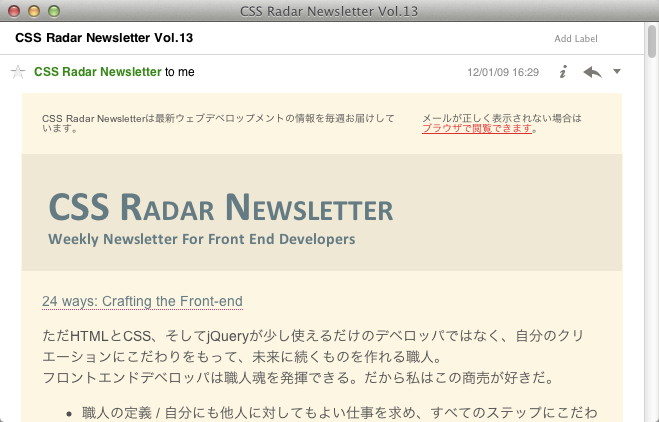 CSS Radar Newsletter Vol.13
CSS Radar Newsletter Vol.13
Add Label
CSS Radar Newsletter to me
12/01/09 16:29
CSS Radar Newsletterは最新ウェブデベロップメントの情報を毎週お届けして
います。
メールが正しく表示されない場合は
ブラウザで閲覧できます。
CSS Radar Newsletter
Weekly Newsletter For Front End Developers
24 ways: Crafting the Front-end
ただHTMLとCSS、そしてjQueryが少し使えるだけのデベロッパではなく、自分のクリ
エーションにこだわりをもって、未来に続くものを作れる職人。
フロントエンドデベロッパは職人魂を発揮できる。だから私はこの商売が好きだ。
• 職人の定義 / 自分にも他人に対してもよい仕事を求め、すべてのステップにこだわ